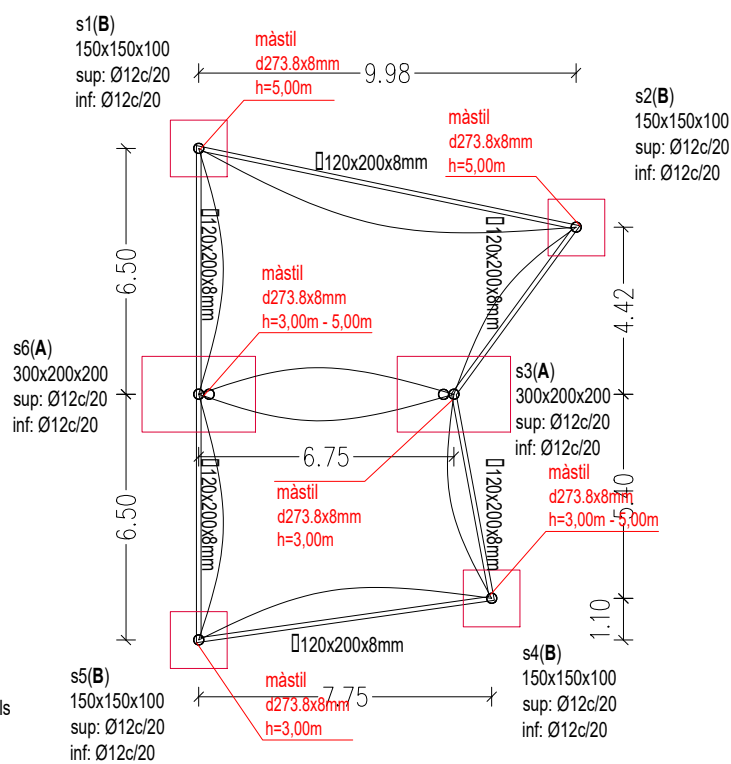 s1(B)
150x150x100
sup: Ø12c/20
inf: Ø12c/20
màstil
d273.8x8mm
h=5,00m
9.98
màstil
d273.8x8mm
h=5,00m
s2(B)
150x150x100
sup: Ø12c/20
inf: Ø12c/20
▯120x200x8mm
▯120x200x8mm
▯120x200x8mm
6.50
4.42
màstil
d273.8x8mm
h=3,00m - 5,00m
s6(A)
300x200x200
sup: Ø12c/20
inf: Ø12c/20
s3(A)
300x200x200
sup: Ø12c/20
inf: Ø12c/20
6.75
màstil
d273.8x8mm
h=3,00m
màstil
d273.8x8mm
h=3,00m - 5,00m
▯120x200x8mm
▯120x200x8mm
6.50
5.40
1.10
▯120x200x8mm
s4(B)
150x150x100
sup: Ø12c/20
inf: Ø12c/20
s5(B)
150x150x100
sup: Ø12c/20
inf: Ø12c/20
màstil
d273.8x8mm
h=3,00m
7.75
ls